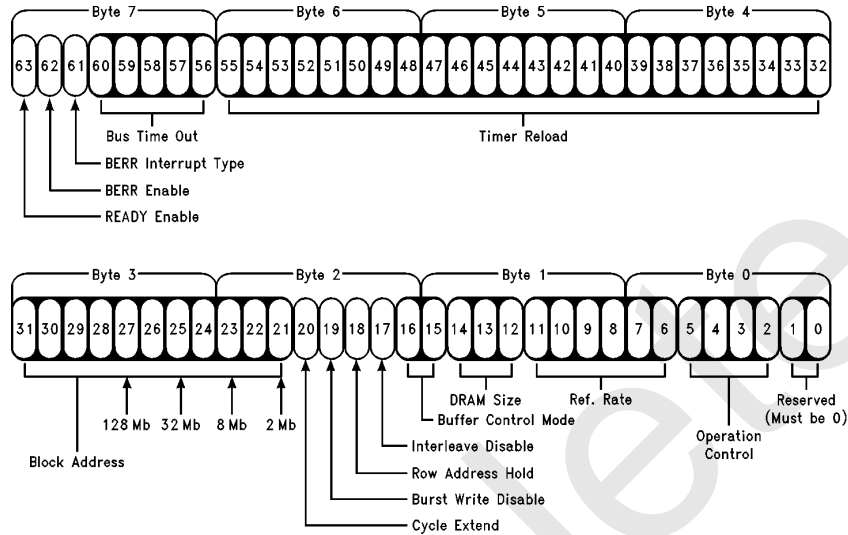 Byte 7 Byte 6 Byte 5 Byte 4
63 62 61 60 59 58 57 56 55 54 53 52 51 50 49 48 47 46 45 44 43 42 41 40 39 38 37 36 35 34 33 32
Bus Time Out Timer Reload
BERR Interrupt Type
BERR Enable
READY Enable
Byte 3 Byte 2 Byte 1 Byte 0
31 30 29 28 27 26 25 24 23 22 21 20 19 18 17 16 15 14 13 12 11 10 9 8 7 6 5 4 3 2 1 0
DRAM Size Ref. Rate Reserved
128 Mb 32 Mb 8 Mb 2 Mb Buffer Control Mode (Must be 0)
Interleave Disable Operation
Block Address Control
Row Address Hold
Burst Write Disable
Cycle Extend